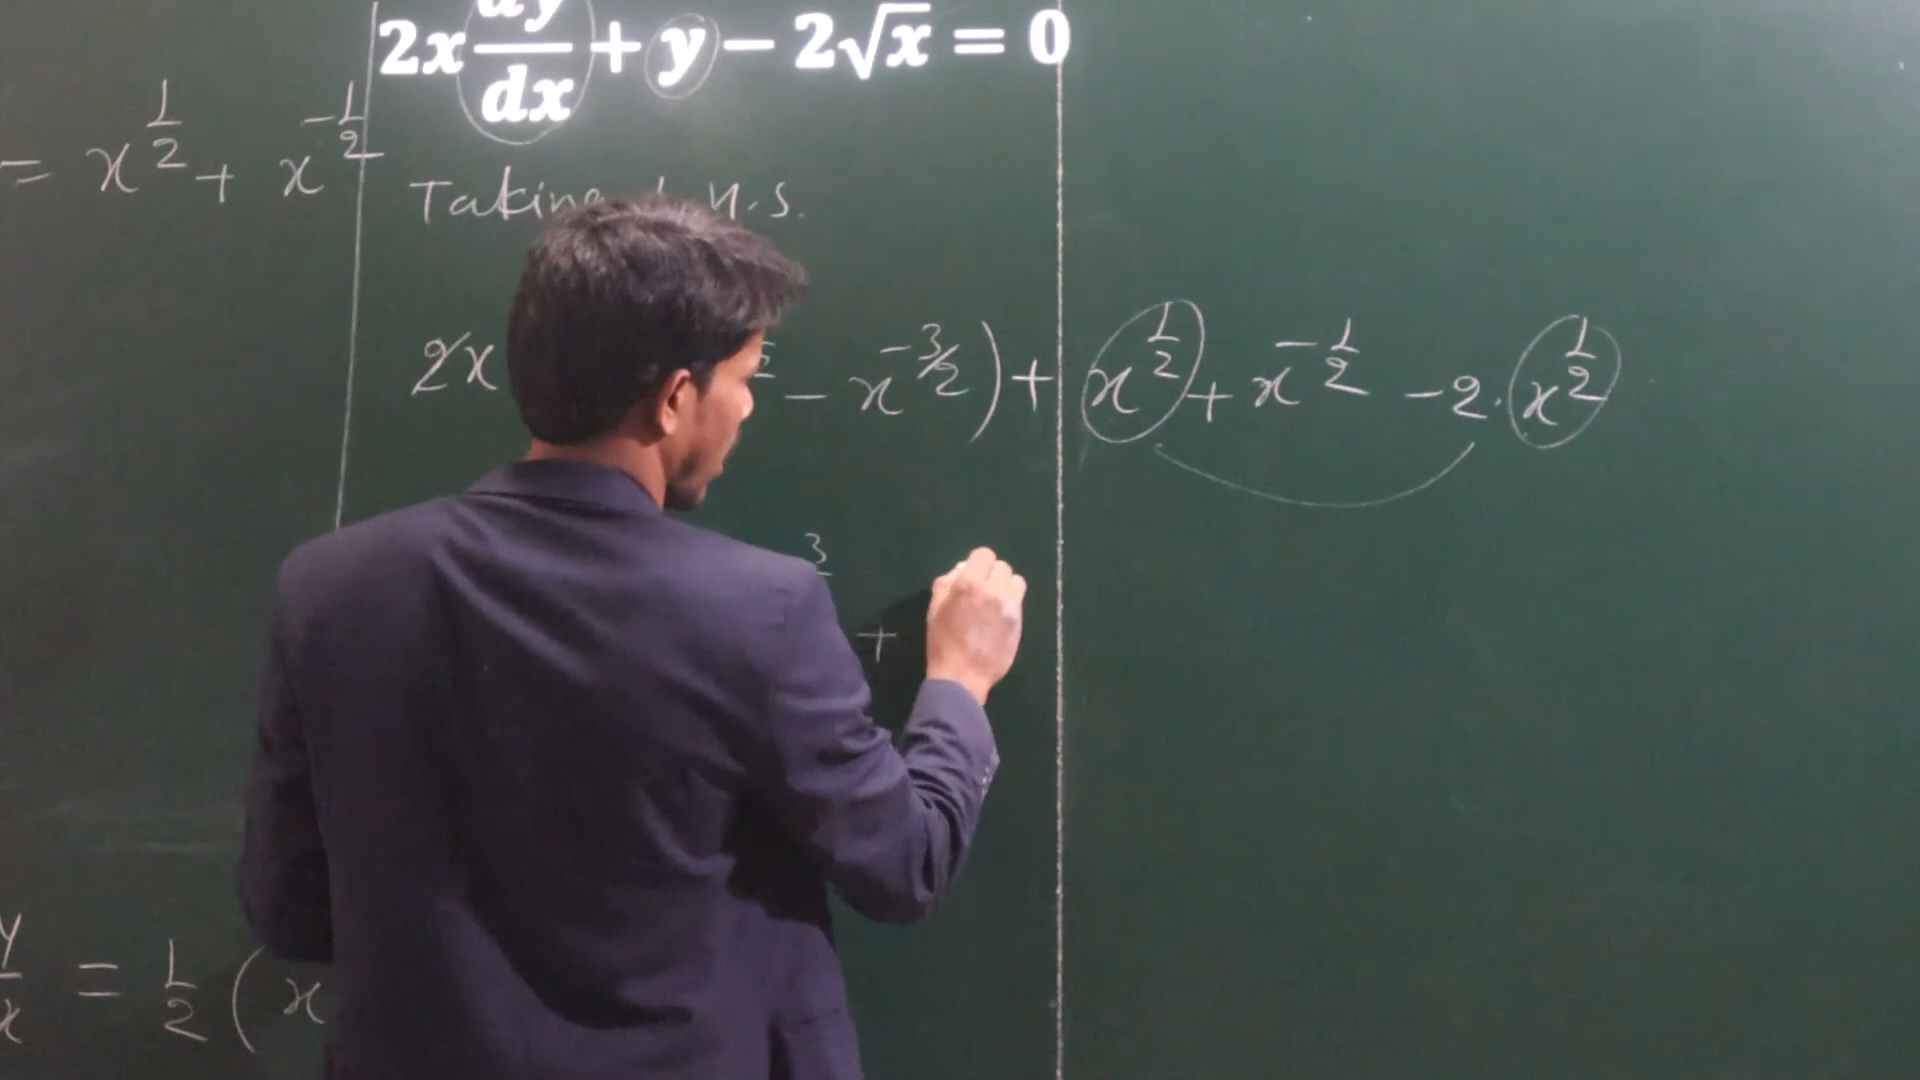 2x dy/dx + y − 2√x = 0
= x^{1/2} + x^{-1/2}
Taking L.H.S.
2x − x^{-3/2}) + x^{1/2} + x^{-1/2} − 2·x^{1/2}
3
+
y/x = 1/2 (x